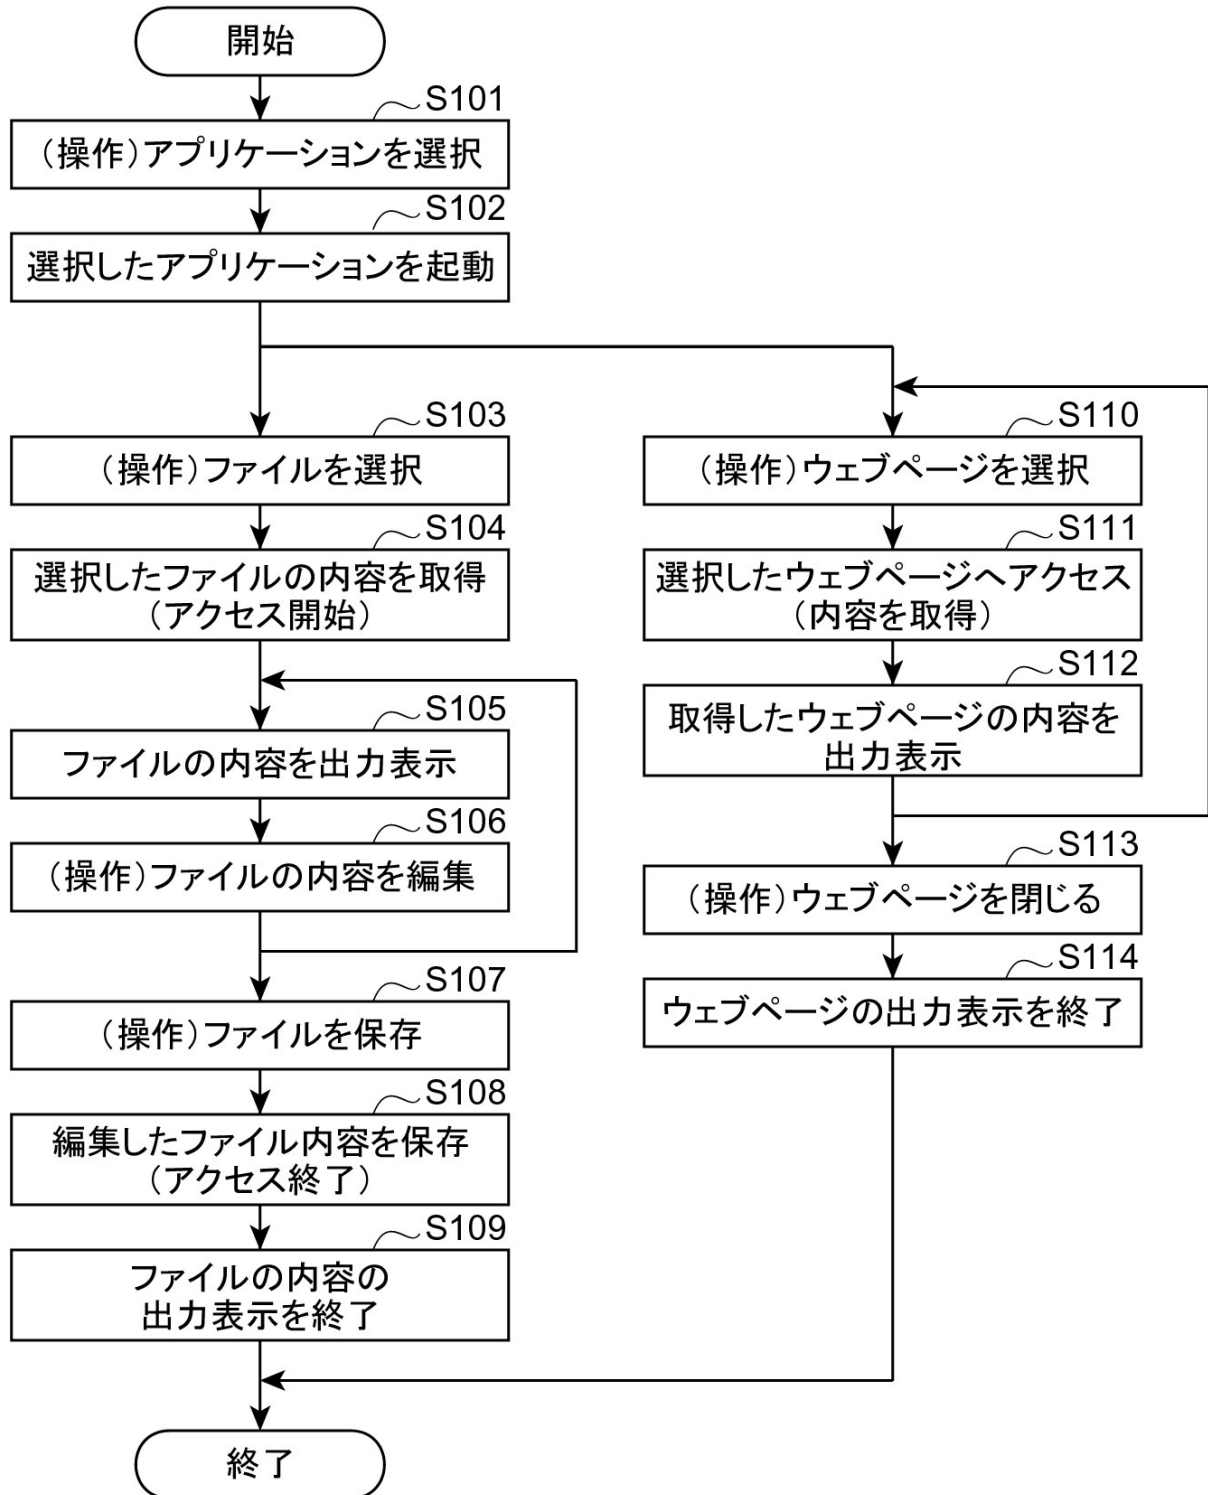 開始
S101
（操作）アプリケーションを選択
S102
選択したアプリケーションを起動
S103
（操作）ファイルを選択
S104
選択したファイルの内容を取得
（アクセス開始）
S105
ファイルの内容を出力表示
S106
（操作）ファイルの内容を編集
S107
（操作）ファイルを保存
S108
編集したファイル内容を保存
（アクセス終了）
S109
ファイルの内容の
出力表示を終了
S110
（操作）ウェブページを選択
S111
選択したウェブページへアクセス
（内容を取得）
S112
取得したウェブページの内容を
出力表示
S113
（操作）ウェブページを閉じる
S114
ウェブページの出力表示を終了
終了